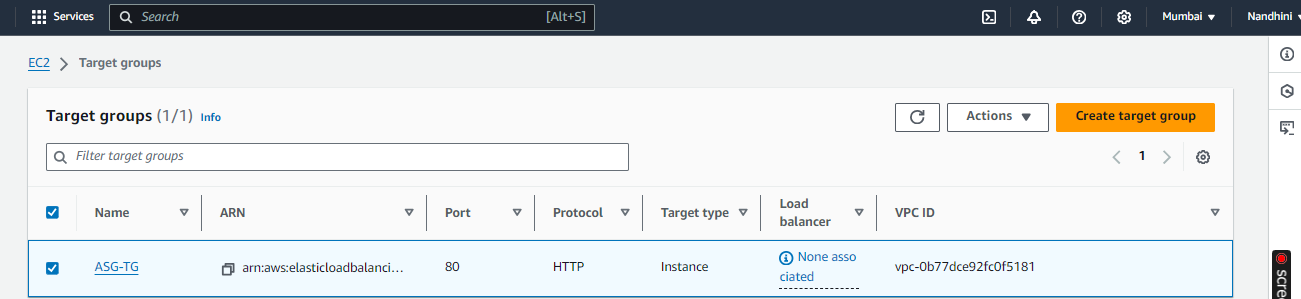 Services Search [Alt+S] Mumbai Nandhini
EC2 Target groups
Target groups (1/1) Info Actions Create target group
Filter target groups 1
Name ARN Port Protocol Target type Load balancer VPC ID
ASG-TG arn:aws:elasticloadbalanci... 80 HTTP Instance None asso
ciated vpc-0b77dce92fc0f5181
scre